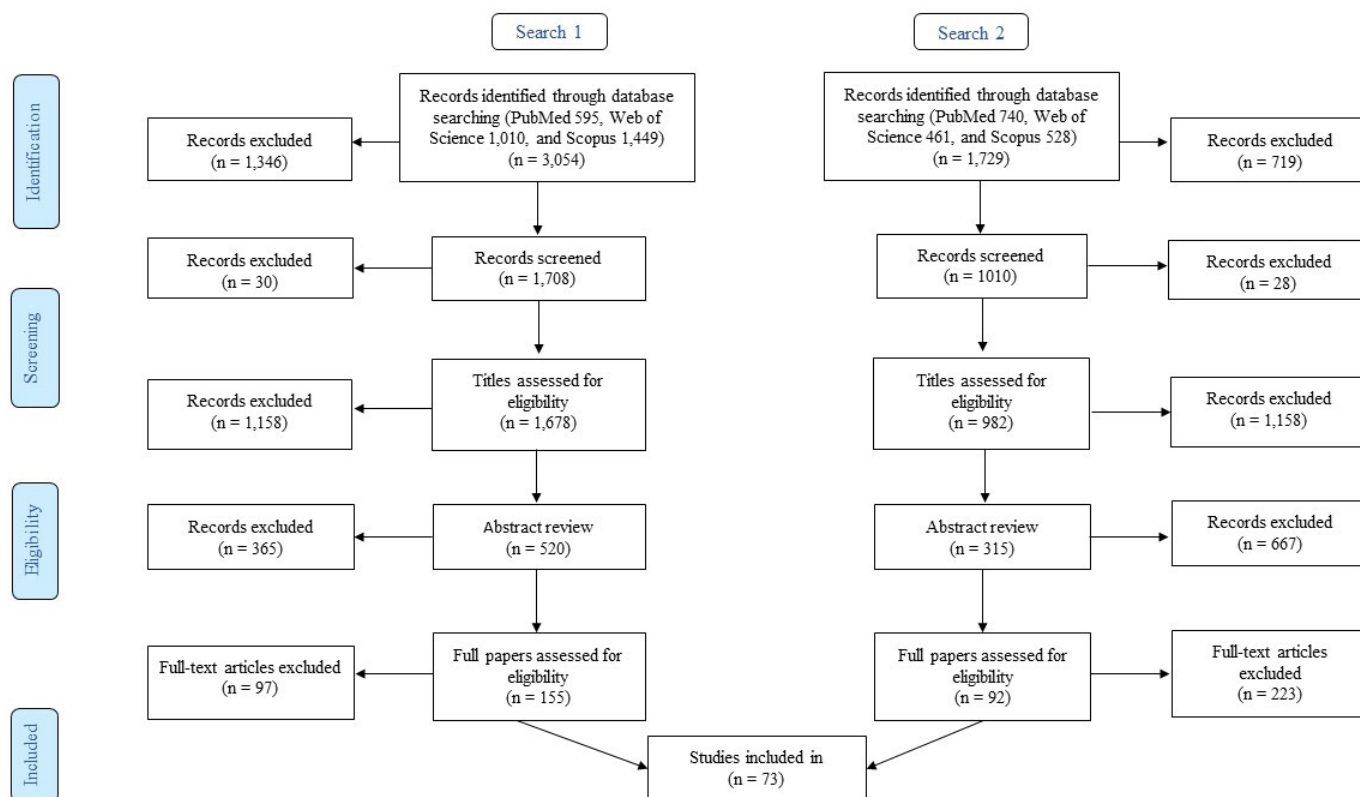 Search 1
Search 2
Identification
Records identified through database
searching (PubMed 595, Web of
Science 1,010, and Scopus 1,449)
(n = 3,054)
Records excluded
(n = 1,346)
Records identified through database
searching (PubMed 740, Web of
Science 461, and Scopus 528)
(n = 1,729)
Records excluded
(n = 719)
Screening
Records screened
(n = 1,708)
Records excluded
(n = 30)
Records screened
(n = 1010)
Records excluded
(n = 28)
Titles assessed for
eligibility
(n = 1,678)
Records excluded
(n = 1,158)
Titles assessed for
eligibility
(n = 982)
Records excluded
(n = 1,158)
Eligibility
Abstract review
(n = 520)
Records excluded
(n = 365)
Abstract review
(n = 315)
Records excluded
(n = 667)
Full papers assessed for
eligibility
(n = 155)
Full-text articles excluded
(n = 97)
Full papers assessed for
eligibility
(n = 92)
Full-text articles
excluded
(n = 223)
Included
Studies included in
(n = 73)